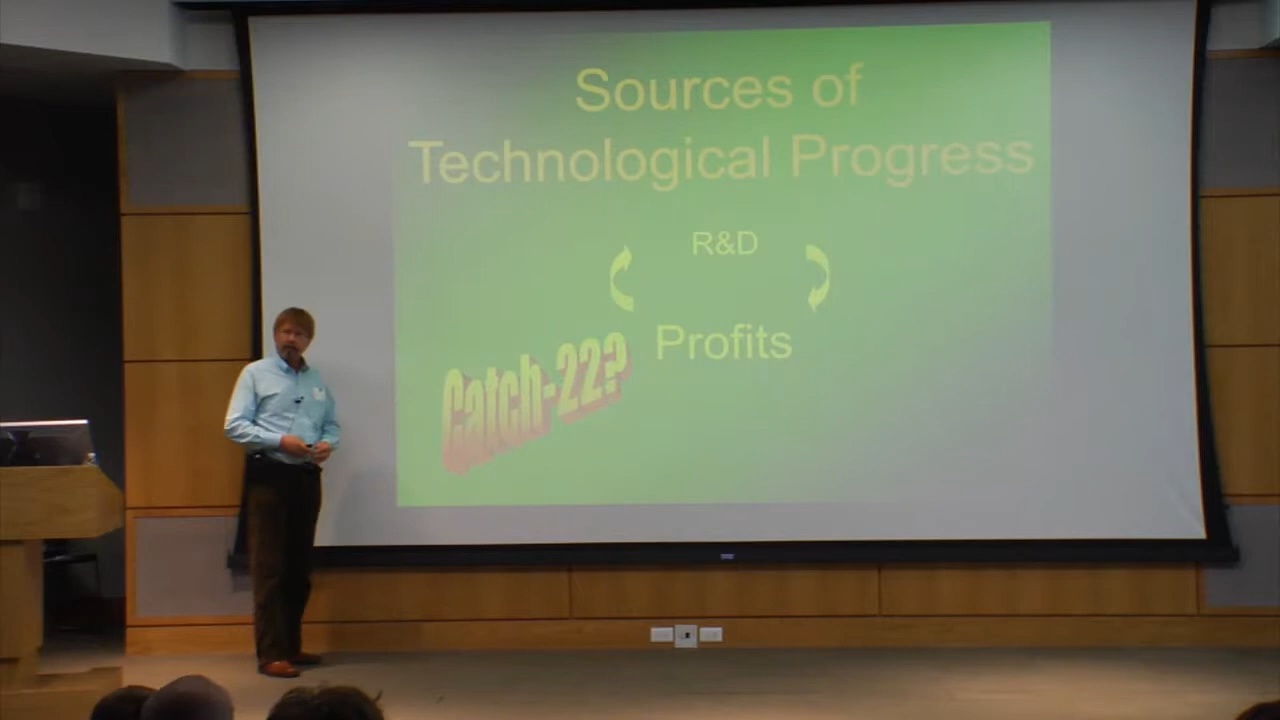 Sources of
Technological Progress
R&D
Profits
Catch-22?